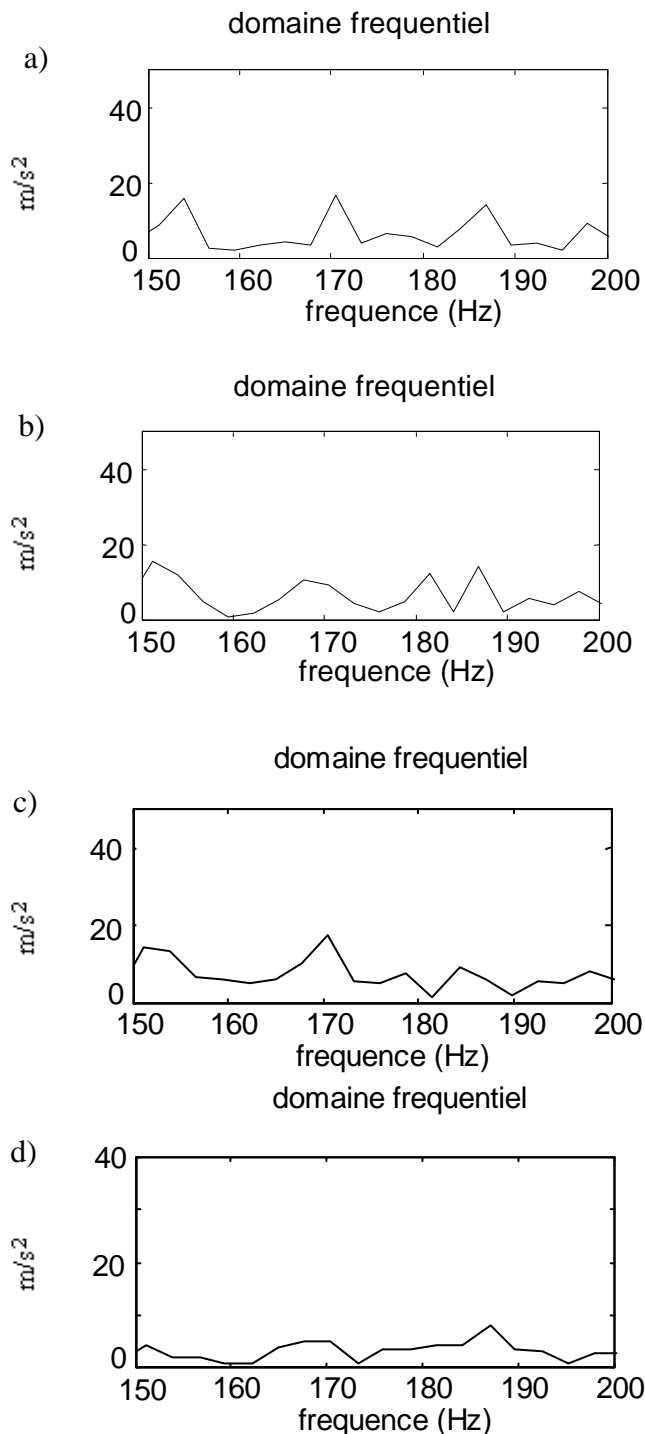 domaine frequentiel
a)
40
20
0
m/s²
150 160 170 180 190 200
frequence (Hz)
domaine frequentiel
b)
40
20
0
m/s²
150 160 170 180 190 200
frequence (Hz)
domaine frequentiel
c)
40
20
0
m/s²
150 160 170 180 190 200
frequence (Hz)
domaine frequentiel
d)
40
20
0
m/s²
150 160 170 180 190 200
frequence (Hz)